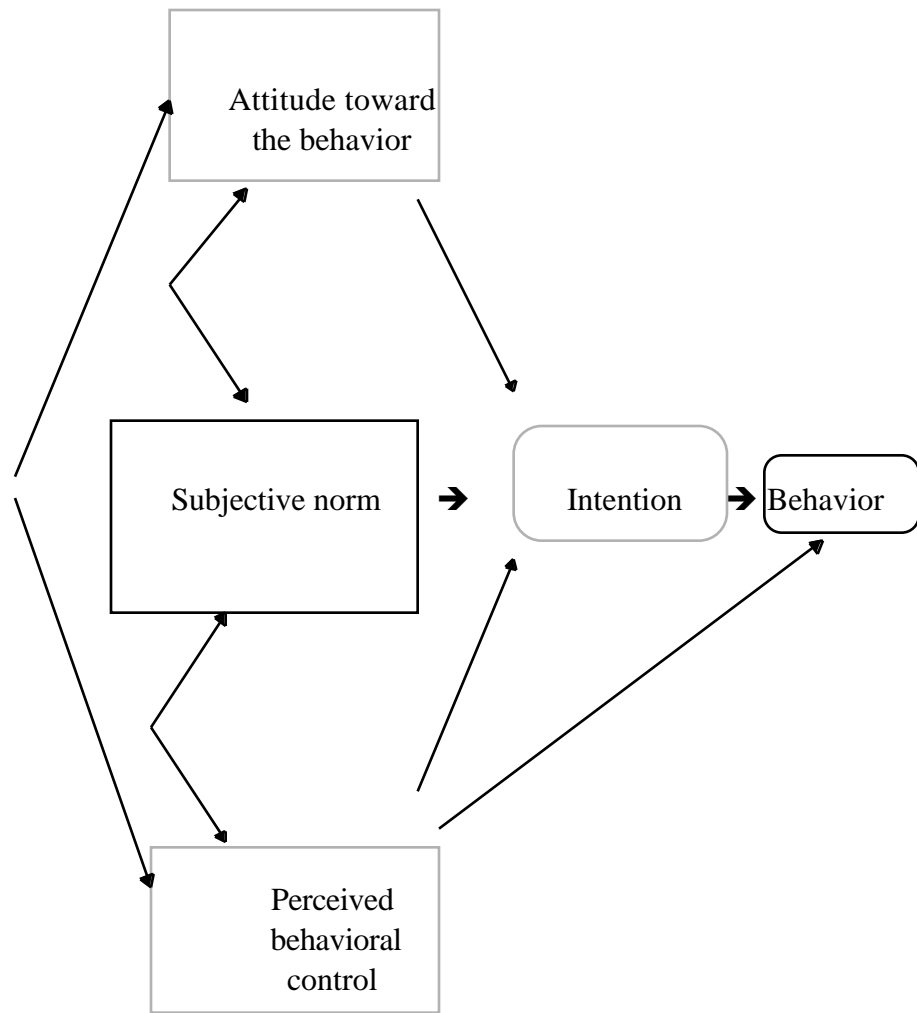 Attitude toward
the behavior
Subjective norm
Intention
Behavior
Perceived
behavioral
control